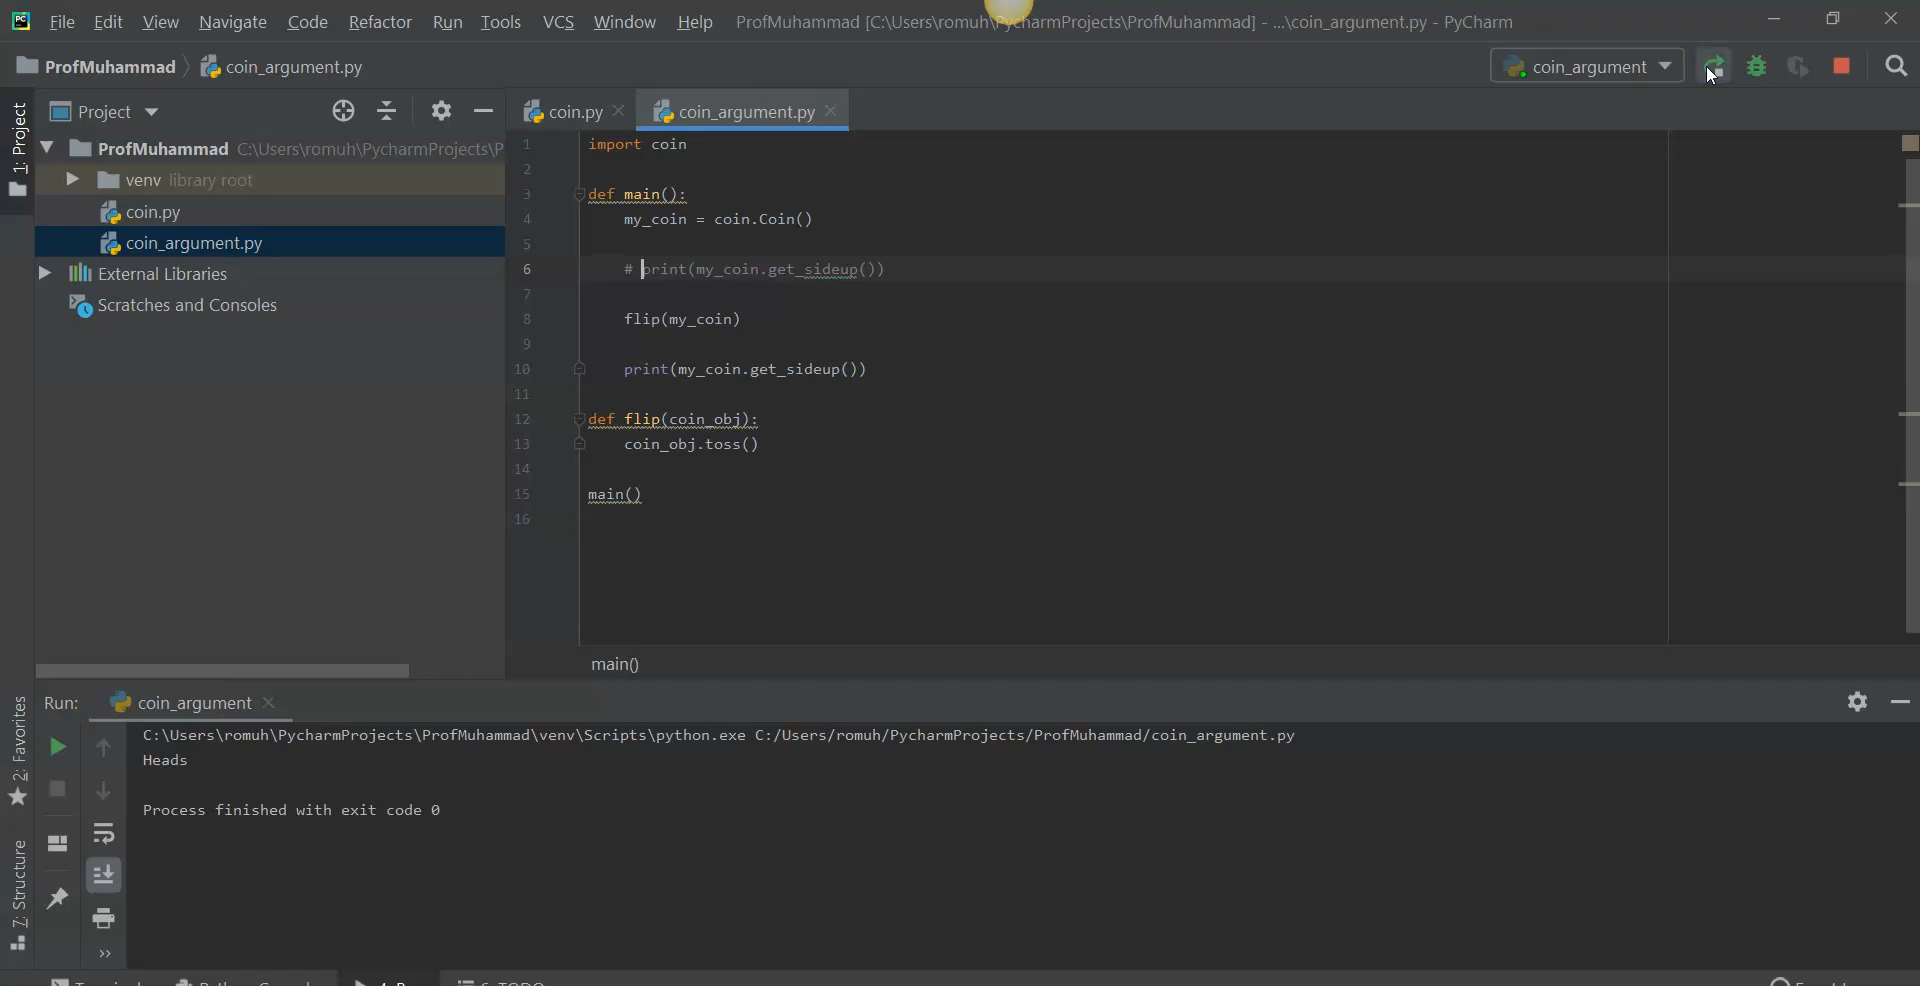 File Edit View Navigate Code Refactor Run Tools VCS Window Help ProfMuhammad [C:\Users\romuh\PycharmProjects\ProfMuhammad] - ...\coin_argument.py - PyCharm
ProfMuhammad coin_argument.py coin_argument
1: Project
Project
coin.py coin_argument.py
ProfMuhammad C:\Users\romuh\PycharmProjects\P
venv library root
coin.py
coin_argument.py
External Libraries
Scratches and Consoles
1 import coin
2
3 def main():
4 my_coin = coin.Coin()
5
6 # print(my_coin.get_sideup())
7
8 flip(my_coin)
9
10 print(my_coin.get_sideup())
11
12 def flip(coin_obj):
13 coin_obj.toss()
14
15 main()
16
main()
2: Favorites
7: Structure
Run: coin_argument
C:\Users\romuh\PycharmProjects\ProfMuhammad\venv\Scripts\python.exe C:/Users/romuh/PycharmProjects/ProfMuhammad/coin_argument.py
Heads
Process finished with exit code 0